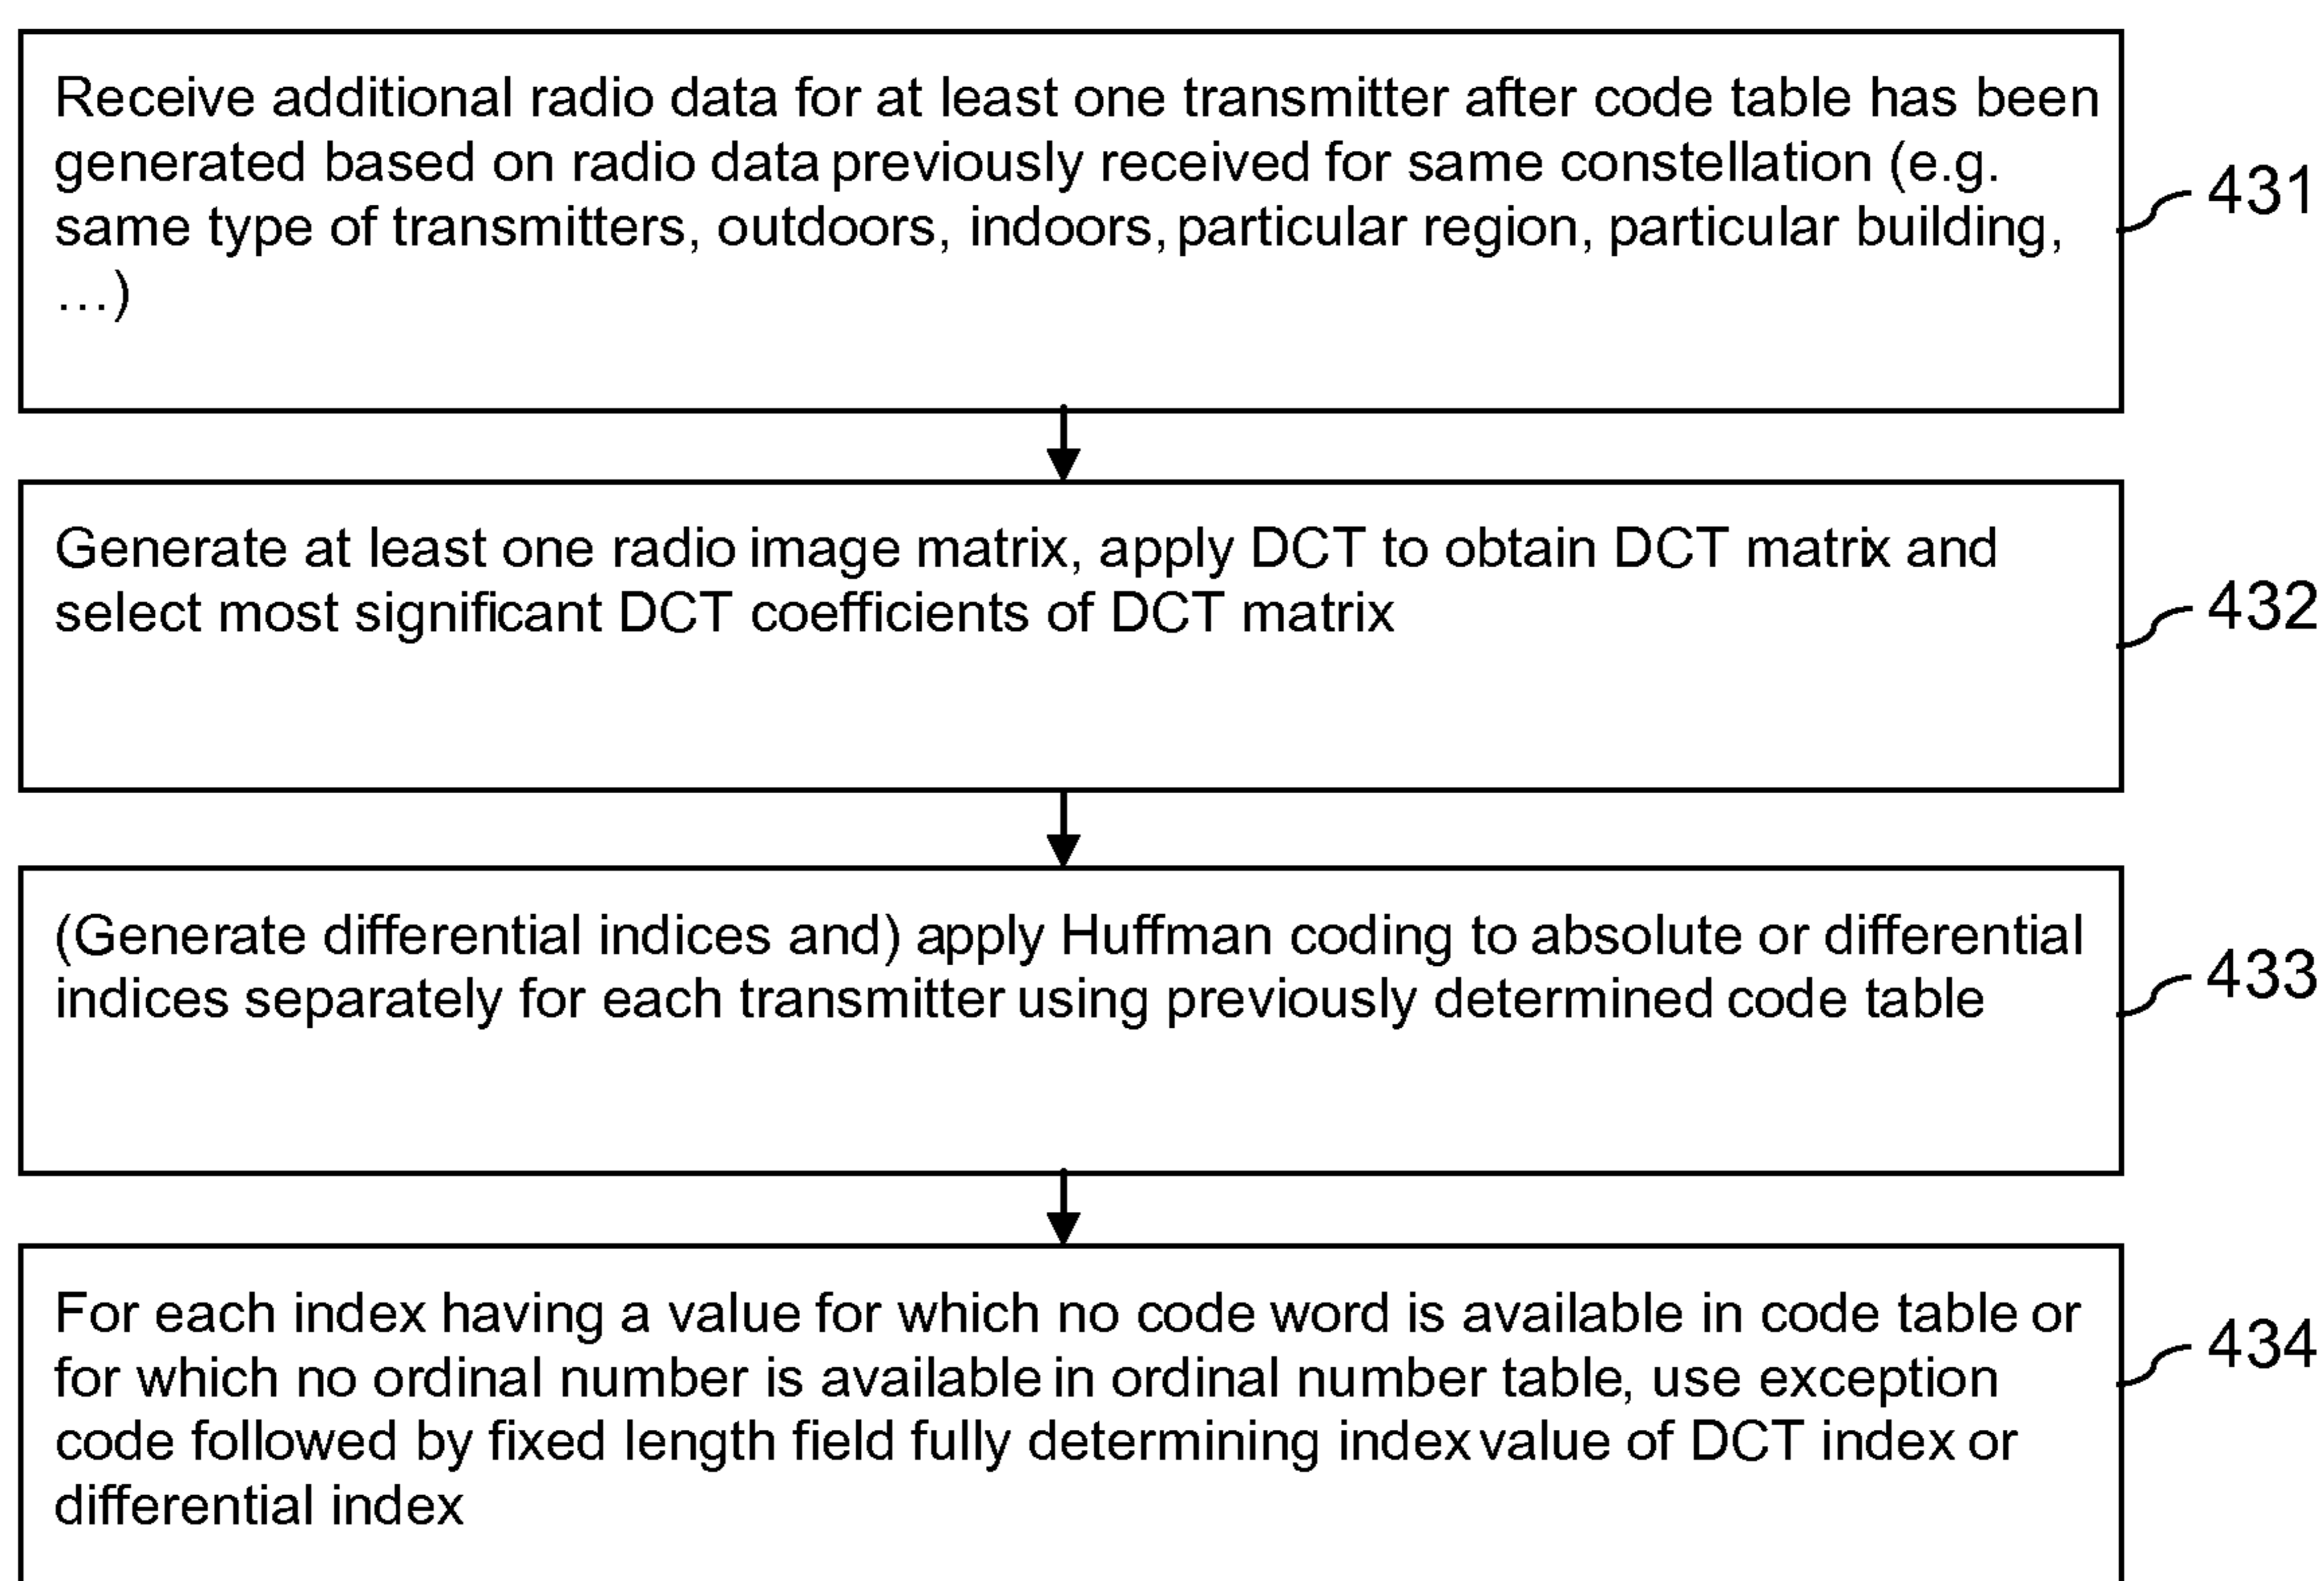 Receive additional radio data for at least one transmitter after code table has been
generated based on radio data previously received for same constellation (e.g.
same type of transmitters, outdoors, indoors, particular region, particular building,
…)
431
Generate at least one radio image matrix, apply DCT to obtain DCT matrix and
select most significant DCT coefficients of DCT matrix
432
(Generate differential indices and) apply Huffman coding to absolute or differential
indices separately for each transmitter using previously determined code table
433
For each index having a value for which no code word is available in code table or
for which no ordinal number is available in ordinal number table, use exception
code followed by fixed length field fully determining index value of DCT index or
differential index
434